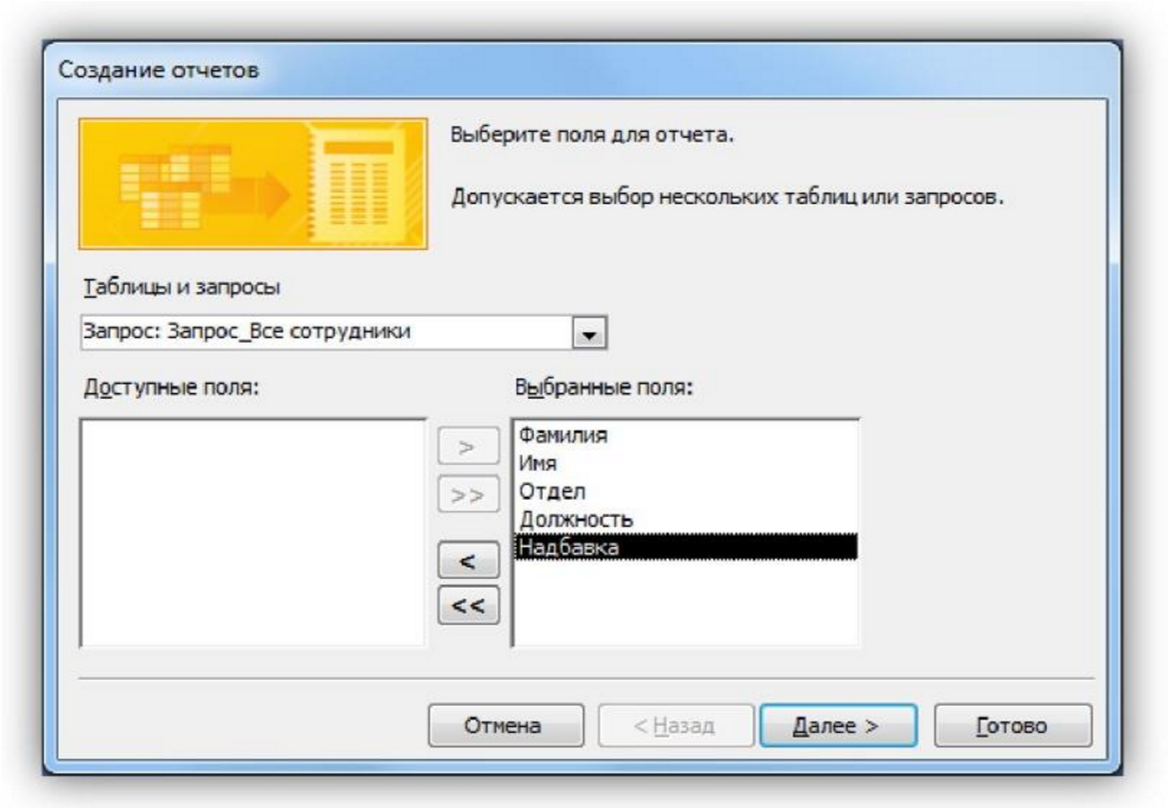 Создание отчетов
Выберите поля для отчета.
Допускается выбор нескольких таблиц или запросов.
Таблицы и запросы
Запрос: Запрос_Все сотрудники
Доступные поля:
Выбранные поля:
>
>>
<
<<
Фамилия
Имя
Отдел
Должность
Надбавка
Отмена
< Назад
Далее >
Готово